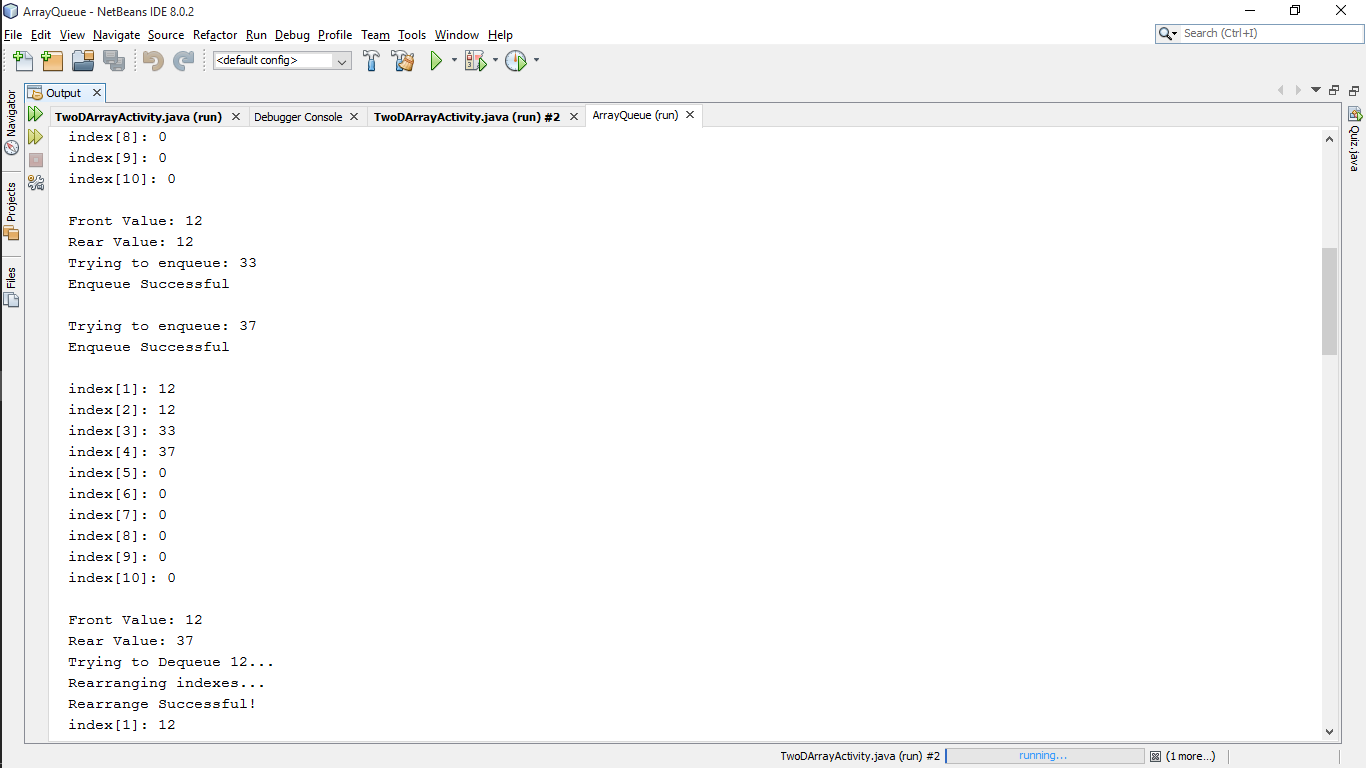 ArrayQueue - NetBeans IDE 8.0.2
File Edit View Navigate Source Refactor Run Debug Profile Team Tools Window Help
Search (Ctrl+I)
<default config>
Output
Navigator
Projects
Files
TwoDArrayActivity.java (run) Debugger Console TwoDArrayActivity.java (run) #2 ArrayQueue (run)
Quiz.java
index[8]: 0
index[9]: 0
index[10]: 0
Front Value: 12
Rear Value: 12
Trying to enqueue: 33
Enqueue Successful
Trying to enqueue: 37
Enqueue Successful
index[1]: 12
index[2]: 12
index[3]: 33
index[4]: 37
index[5]: 0
index[6]: 0
index[7]: 0
index[8]: 0
index[9]: 0
index[10]: 0
Front Value: 12
Rear Value: 37
Trying to Dequeue 12...
Rearranging indexes...
Rearrange Successful!
index[1]: 12
TwoDArrayActivity.java (run) #2 running... (1 more...)